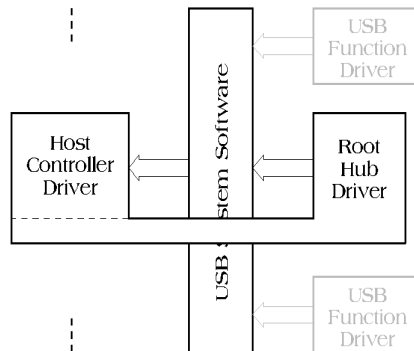 USB
Function
Driver
Host
Controller
Driver
USB System Software
Root
Hub
Driver
USB
Function
Driver